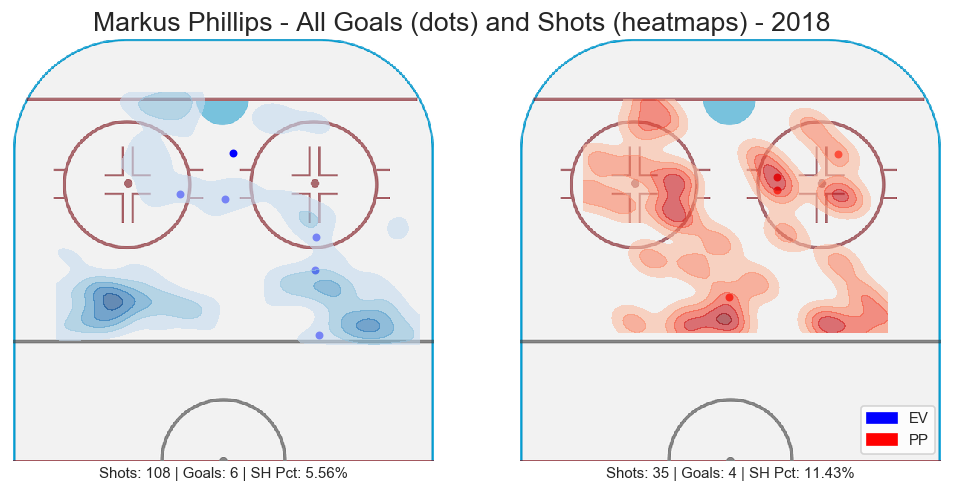 Markus Phillips - All Goals (dots) and Shots (heatmaps) - 2018
EV
PP
Shots: 108 | Goals: 6 | SH Pct: 5.56%
Shots: 35 | Goals: 4 | SH Pct: 11.43%